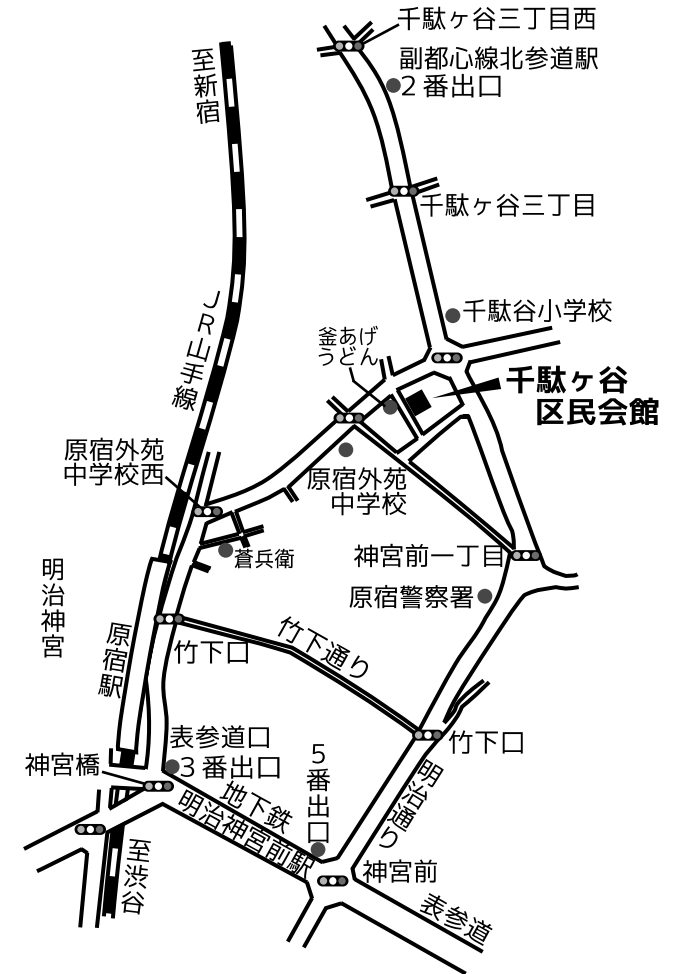 千駄ヶ谷三丁目西
副都心線北参道駅
２番出口
至新宿
千駄ヶ谷三丁目
ＪＲ山手線
千駄谷小学校
釜あげ
うどん
千駄ヶ谷
区民会館
原宿外苑
中学校西
原宿外苑
中学校
蒼兵衛
神宮前一丁目
明治神宮
原宿警察署
原宿駅
竹下口
竹下通り
表参道口
３番出口
５番出口
竹下口
神宮橋
地下鉄
明治神宮前駅
明治通り
至渋谷
神宮前
表参道